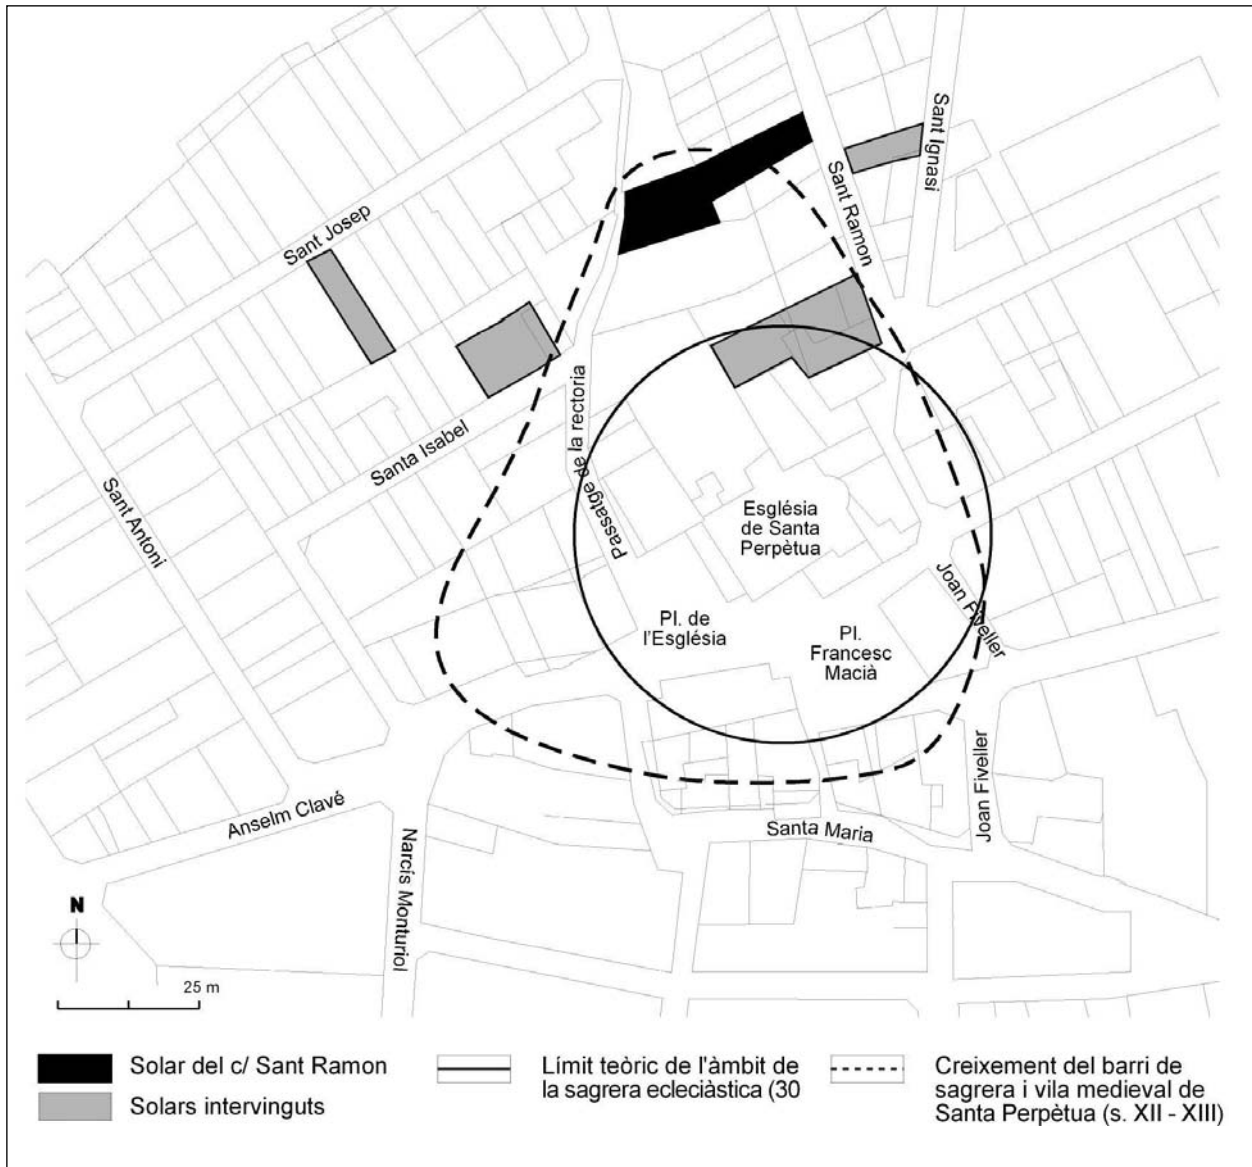 Sant Ignasi
Sant Ramon
Sant Josep
Santa Isabel
Passatge de la rectoria
Sant Antoni
Església
de Santa
Perpètua
Joan Fiveller
Pl. de
l'Església
Pl.
Francesc
Macià
Joan Fiveller
Anselm Clavé
Santa Maria
Narcís Monturiol
N
25 m
Solar del c/ Sant Ramon
Solars intervinguts
Límit teòric de l'àmbit de
la sagrera ecleciàstica (30
Creixement del barri de
sagrera i vila medieval de
Santa Perpètua (s. XII - XIII)